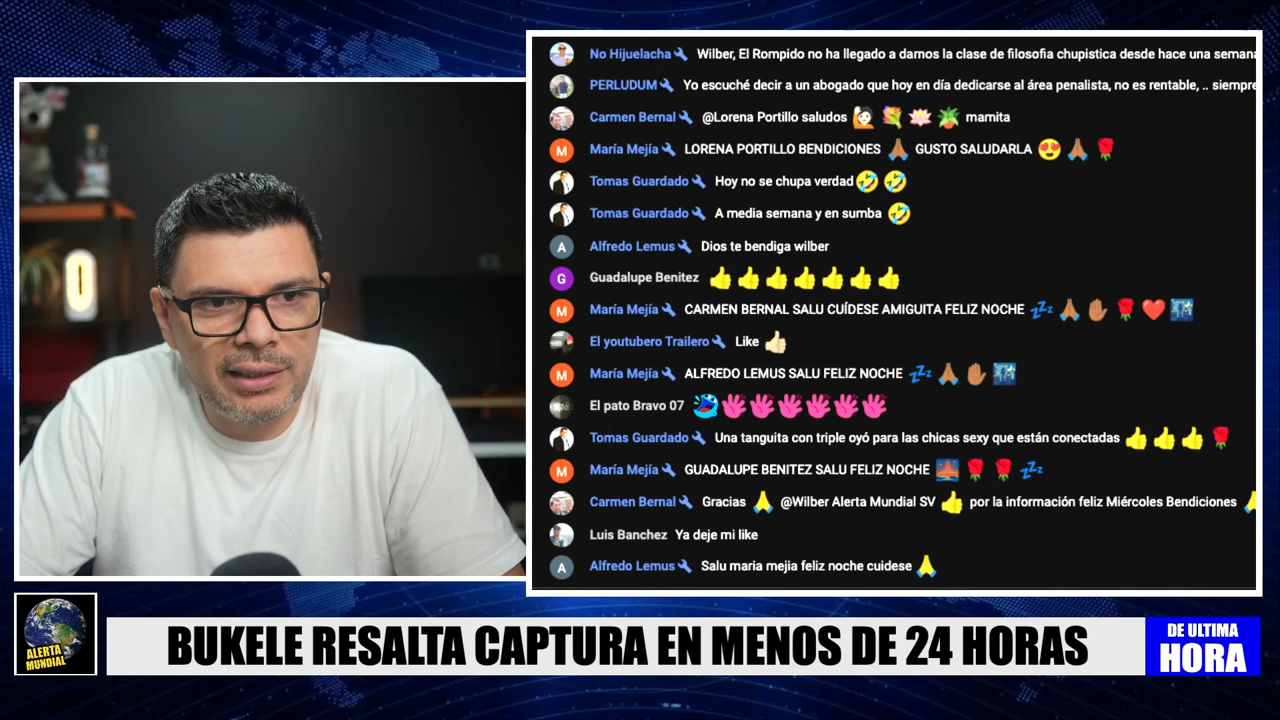 No Hijuelacha Wilber, El Rompido no ha llegado a darnos la clase de filosofia chupistica desde hace una semana
PERLUDUM Yo escuché decir a un abogado que hoy en día dedicarse al área penalista, no es rentable, .. siempre
Carmen Bernal @Lorena Portillo saludos 🙋🏻 💐 🪷 🪴 mamita
María Mejía LORENA PORTILLO BENDICIONES 🙏🏾 GUSTO SALUDARLA 😍 🙏🏾 🌹
Tomas Guardado Hoy no se chupa verdad 🤣 🤣
Tomas Guardado A media semana y en sumba 🤣
A Alfredo Lemus Dios te bendiga wilber
G Guadalupe Benitez 👍 👍 👍 👍 👍 👍 👍
M María Mejía CARMEN BERNAL SALU CUÍDESE AMIGUITA FELIZ NOCHE 💤 🙏🏾 ✋🏾 🌹 ❤️ 🌃
El youtubero Trailero Like 👍🏻
M María Mejía ALFREDO LEMUS SALU FELIZ NOCHE 💤 🙏🏾 ✋🏾 🌃
El pato Bravo 07
Tomas Guardado Una tanguita con triple oyó para las chicas sexy que están conectadas 👍 👍 👍 🌹
M María Mejía GUADALUPE BENITEZ SALU FELIZ NOCHE 🌉 🌹 🌹 💤
Carmen Bernal Gracias 🙏 @Wilber Alerta Mundial SV 👍 por la información feliz Miércoles Bendiciones 🙏
Luis Banchez Ya deje mi like
A Alfredo Lemus Salu maria mejia feliz noche cuidese 🙏
ALERTA
MUNDIAL
BUKELE RESALTA CAPTURA EN MENOS DE 24 HORAS
DE ULTIMA
HORA